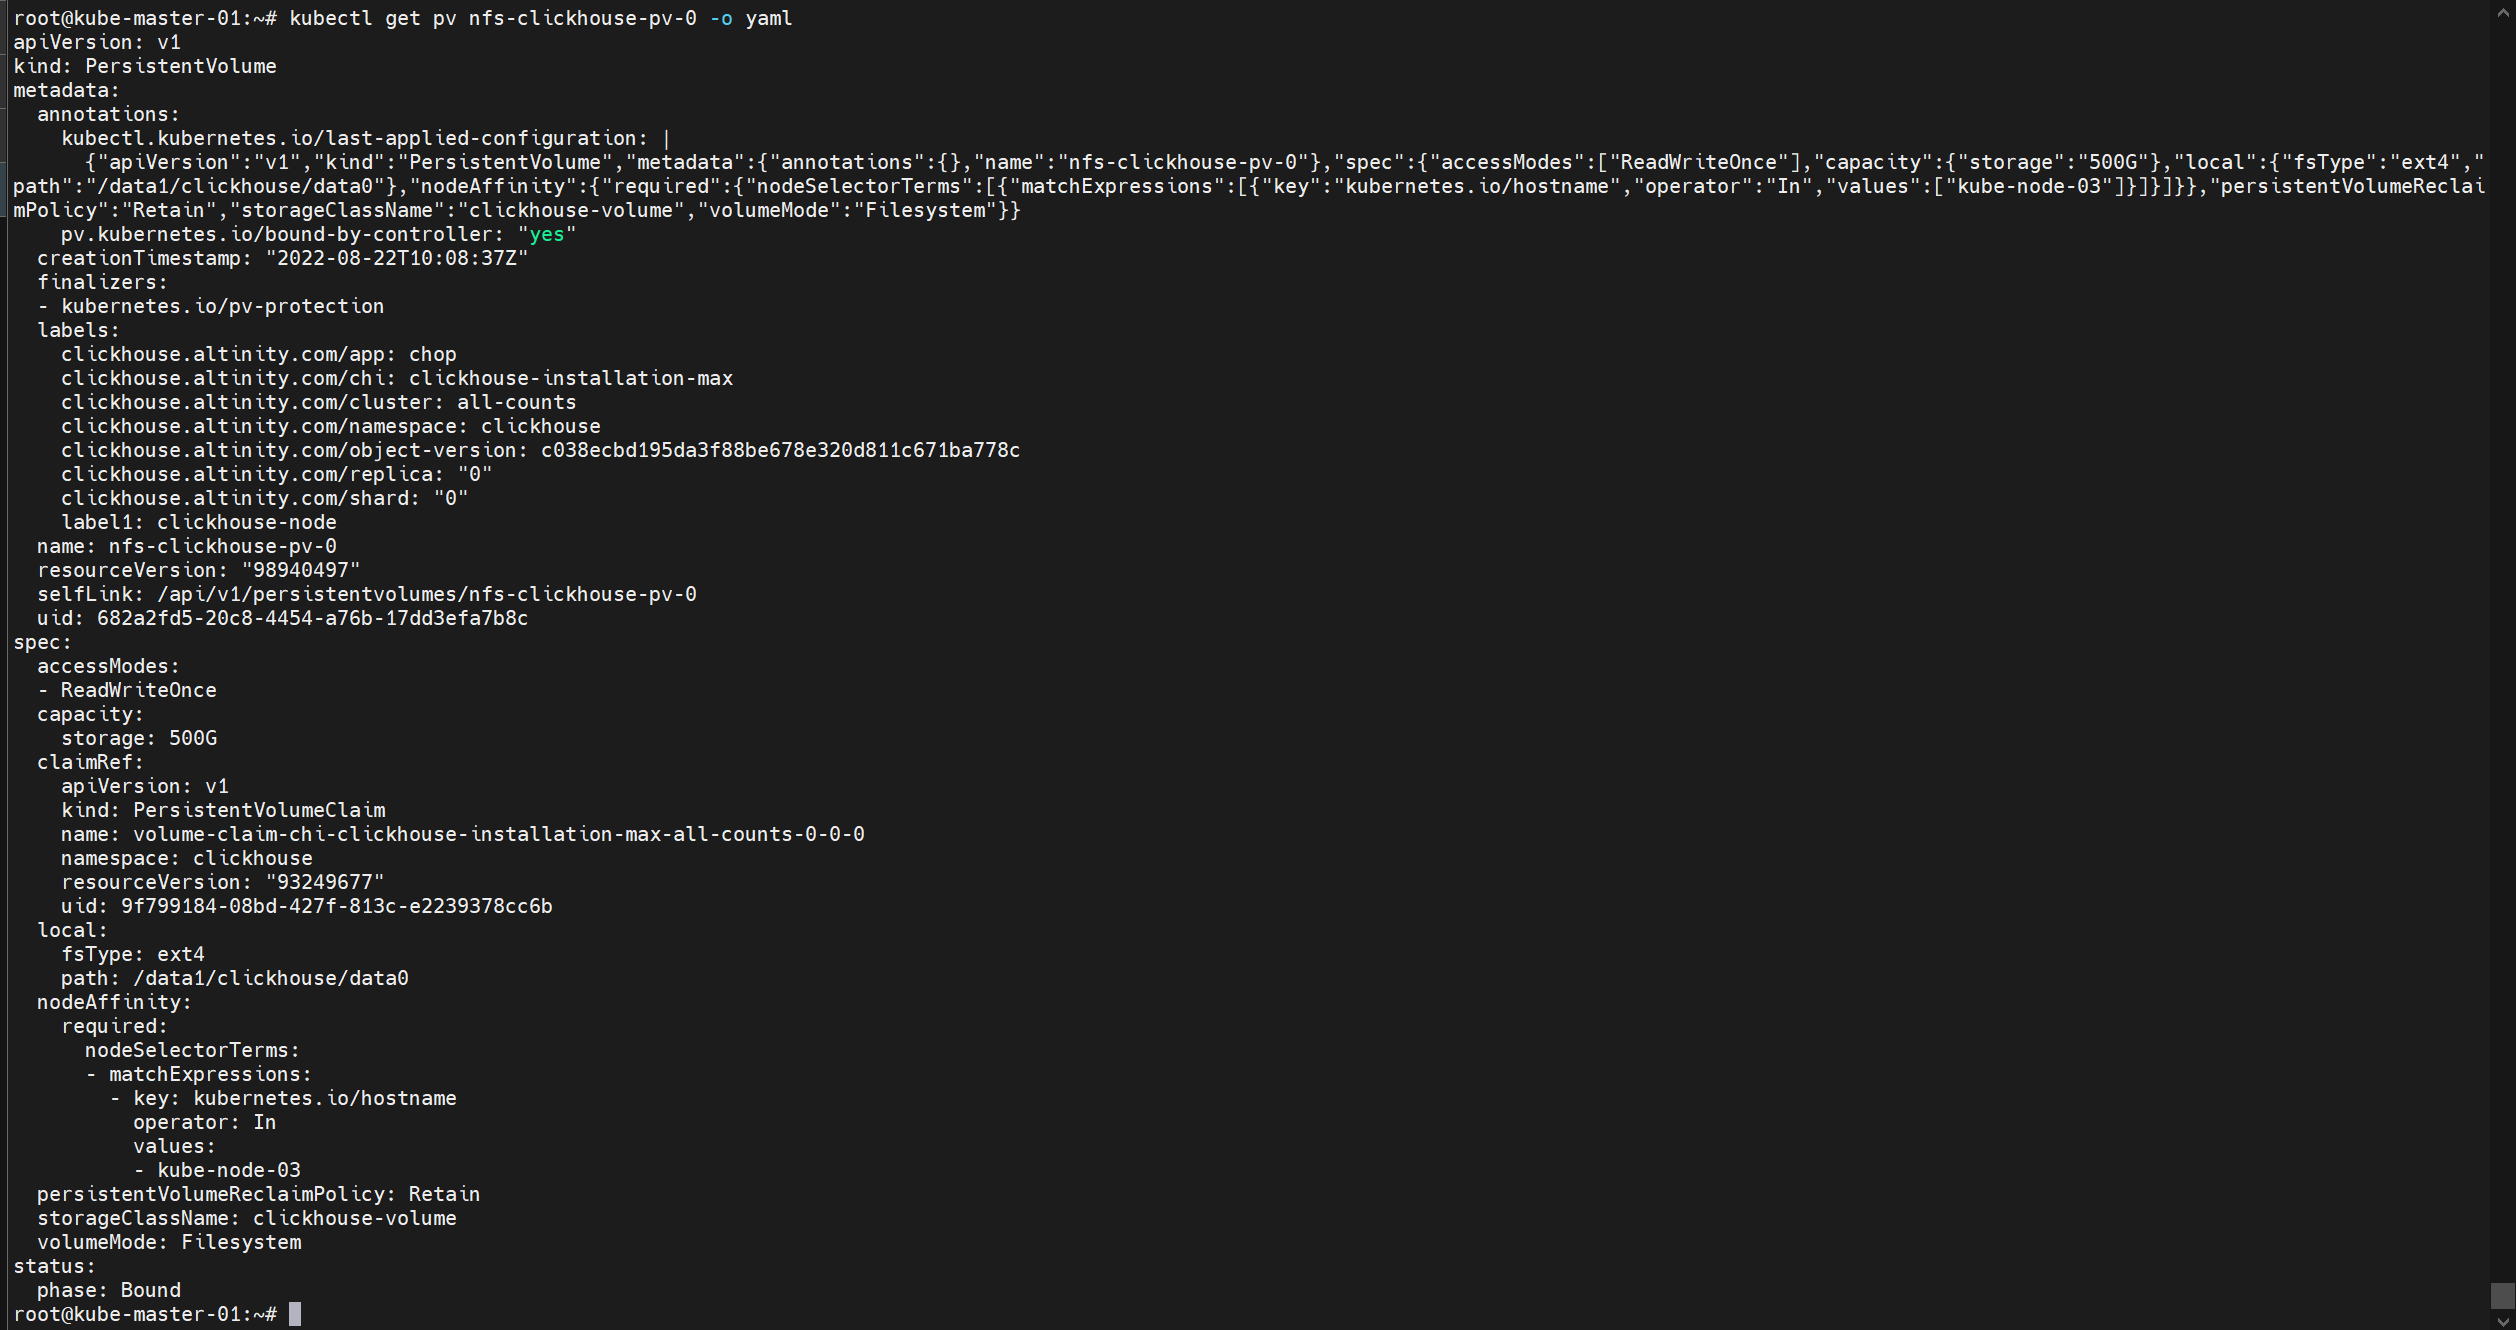 root@kube-master-01:~# kubectl get pv nfs-clickhouse-pv-0 -o yaml
apiVersion: v1
kind: PersistentVolume
metadata:
  annotations:
    kubectl.kubernetes.io/last-applied-configuration: |
      {"apiVersion":"v1","kind":"PersistentVolume","metadata":{"annotations":{},"name":"nfs-clickhouse-pv-0"},"spec":{"accessModes":["ReadWriteOnce"],"capacity":{"storage":"500G"},"local":{"fsType":"ext4","
path":"/data1/clickhouse/data0"},"nodeAffinity":{"required":{"nodeSelectorTerms":[{"matchExpressions":[{"key":"kubernetes.io/hostname","operator":"In","values":["kube-node-03"]}]}]}},"persistentVolumeReclai
mPolicy":"Retain","storageClassName":"clickhouse-volume","volumeMode":"Filesystem"}}
    pv.kubernetes.io/bound-by-controller: "yes"
  creationTimestamp: "2022-08-22T10:08:37Z"
  finalizers:
  - kubernetes.io/pv-protection
  labels:
    clickhouse.altinity.com/app: chop
    clickhouse.altinity.com/chi: clickhouse-installation-max
    clickhouse.altinity.com/cluster: all-counts
    clickhouse.altinity.com/namespace: clickhouse
    clickhouse.altinity.com/object-version: c038ecbd195da3f88be678e320d811c671ba778c
    clickhouse.altinity.com/replica: "0"
    clickhouse.altinity.com/shard: "0"
    label1: clickhouse-node
  name: nfs-clickhouse-pv-0
  resourceVersion: "98940497"
  selfLink: /api/v1/persistentvolumes/nfs-clickhouse-pv-0
  uid: 682a2fd5-20c8-4454-a76b-17dd3efa7b8c
spec:
  accessModes:
  - ReadWriteOnce
  capacity:
    storage: 500G
  claimRef:
    apiVersion: v1
    kind: PersistentVolumeClaim
    name: volume-claim-chi-clickhouse-installation-max-all-counts-0-0-0
    namespace: clickhouse
    resourceVersion: "93249677"
    uid: 9f799184-08bd-427f-813c-e2239378cc6b
  local:
    fsType: ext4
    path: /data1/clickhouse/data0
  nodeAffinity:
    required:
      nodeSelectorTerms:
      - matchExpressions:
        - key: kubernetes.io/hostname
          operator: In
          values:
          - kube-node-03
  persistentVolumeReclaimPolicy: Retain
  storageClassName: clickhouse-volume
  volumeMode: Filesystem
status:
  phase: Bound
root@kube-master-01:~#